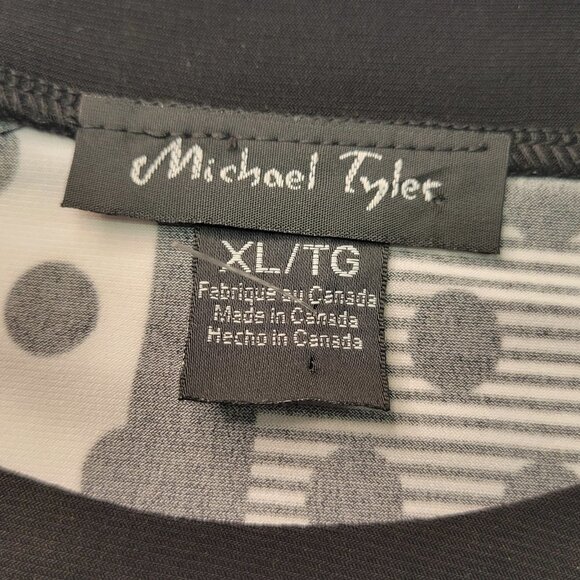 Michael Tyler
XL/TG
Fabrique au Canada
Made in Canada
Hecho in Canada